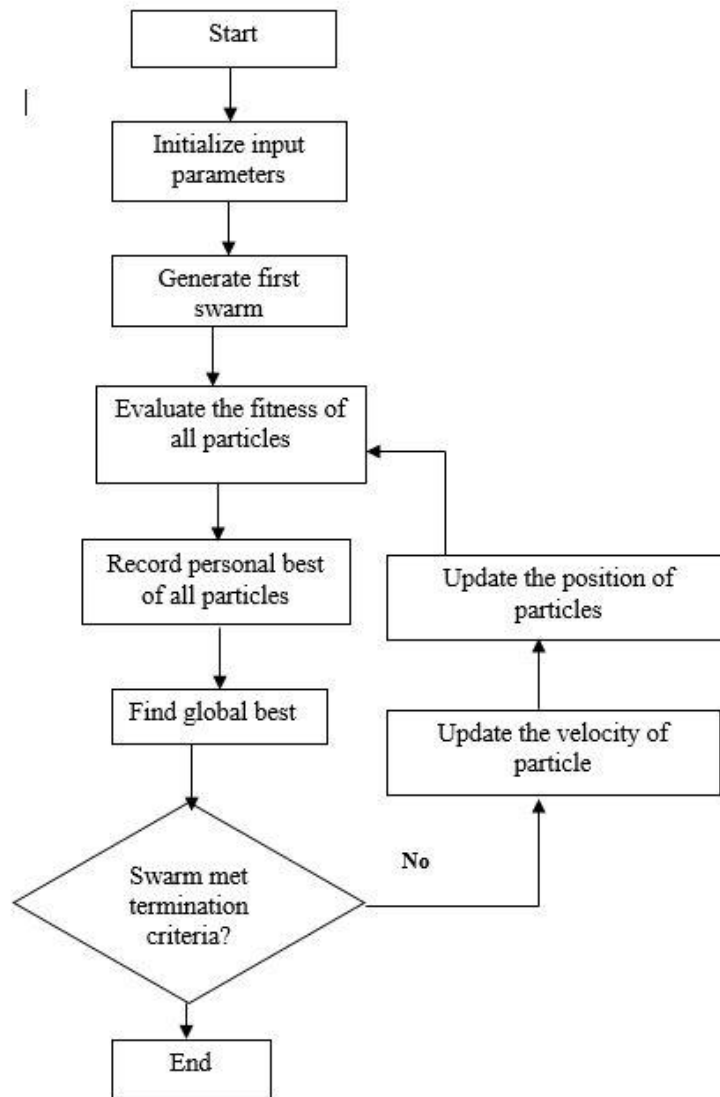 Start
Initialize input
parameters
Generate first
swarm
Evaluate the fitness of
all particles
Record personal best
of all particles
Find global best
Swarm met
termination
criteria?
No
Update the velocity of
particle
Update the position of
particles
End